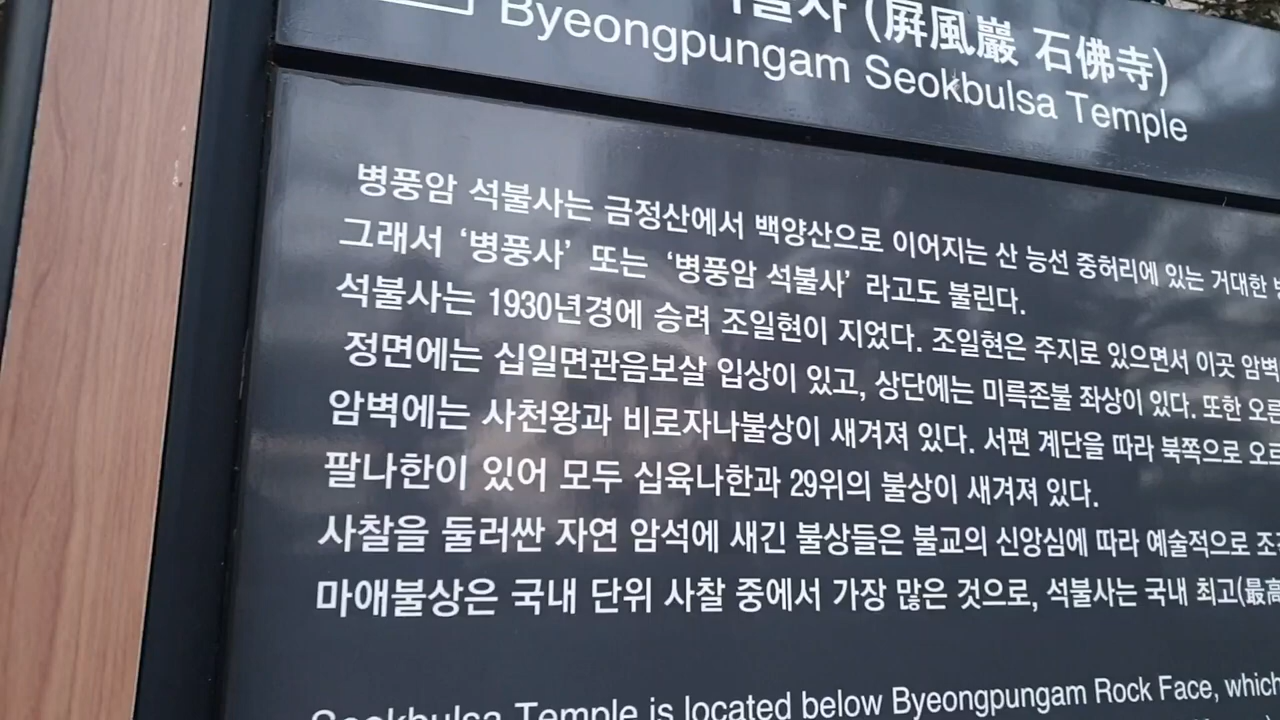 (屛風巖 石佛寺)
Byeongpungam Seokbulsa Temple
병풍암 석불사는 금정산에서 백양산으로 이어지는 산 능선 중허리에 있는 거대한
그래서 ‘병풍사’ 또는 ‘병풍암 석불사’ 라고도 불린다.
석불사는 1930년경에 승려 조일현이 지었다. 조일현은 주지로 있으면서 이곳 암벽
정면에는 십일면관음보살 입상이 있고, 상단에는 미륵존불 좌상이 있다. 또한
암벽에는 사천왕과 비로자나불상이 새겨져 있다. 서편 계단을 따라 북쪽으로
팔나한이 있어 모두 십육나한과 29위의 불상이 새겨져 있다.
사찰을 둘러싼 자연 암석에 새긴 불상들은 불교의 신앙심에 따라 예술적으로
마애불상은 국내 단위 사찰 중에서 가장 많은 것으로, 석불사는 국내 최고(最高
Seokbulsa Temple is located below Byeongpungam Rock Face, which